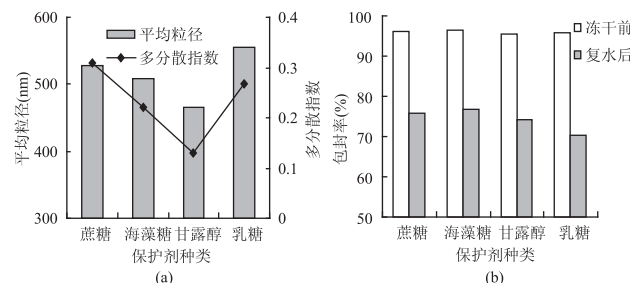 600
500
400
300
平均粒径(nm)
平均粒径
多分散指数
0.4
0.3
0.2
0.1
0
多分散指数
蔗糖 海藻糖 甘露醇 乳糖
保护剂种类
(a)
100
90
80
70
60
50
包封率(%)
冻干前
复水后
蔗糖 海藻糖 甘露醇 乳糖
保护剂种类
(b)